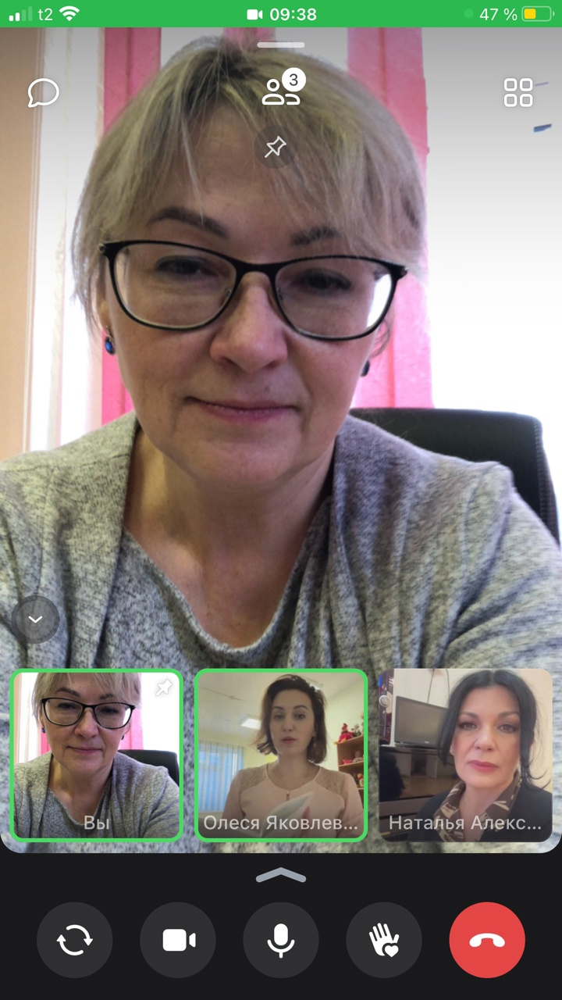 t2 09:38 47 %
3
Вы
Олеся Яковлев...
Наталья Алекс...